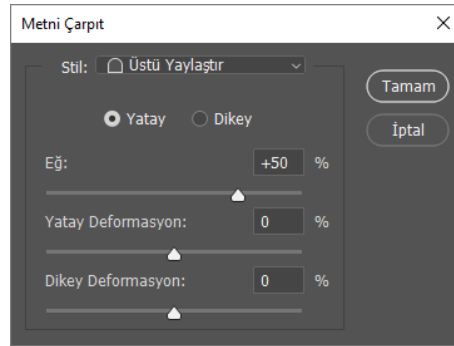 Metni Çarpıt
Stil: Üstü Yaylaştır
Tamam
Yatay Dikey
İptal
Eğ: +50 %
Yatay Deformasyon: 0 %
Dikey Deformasyon: 0 %